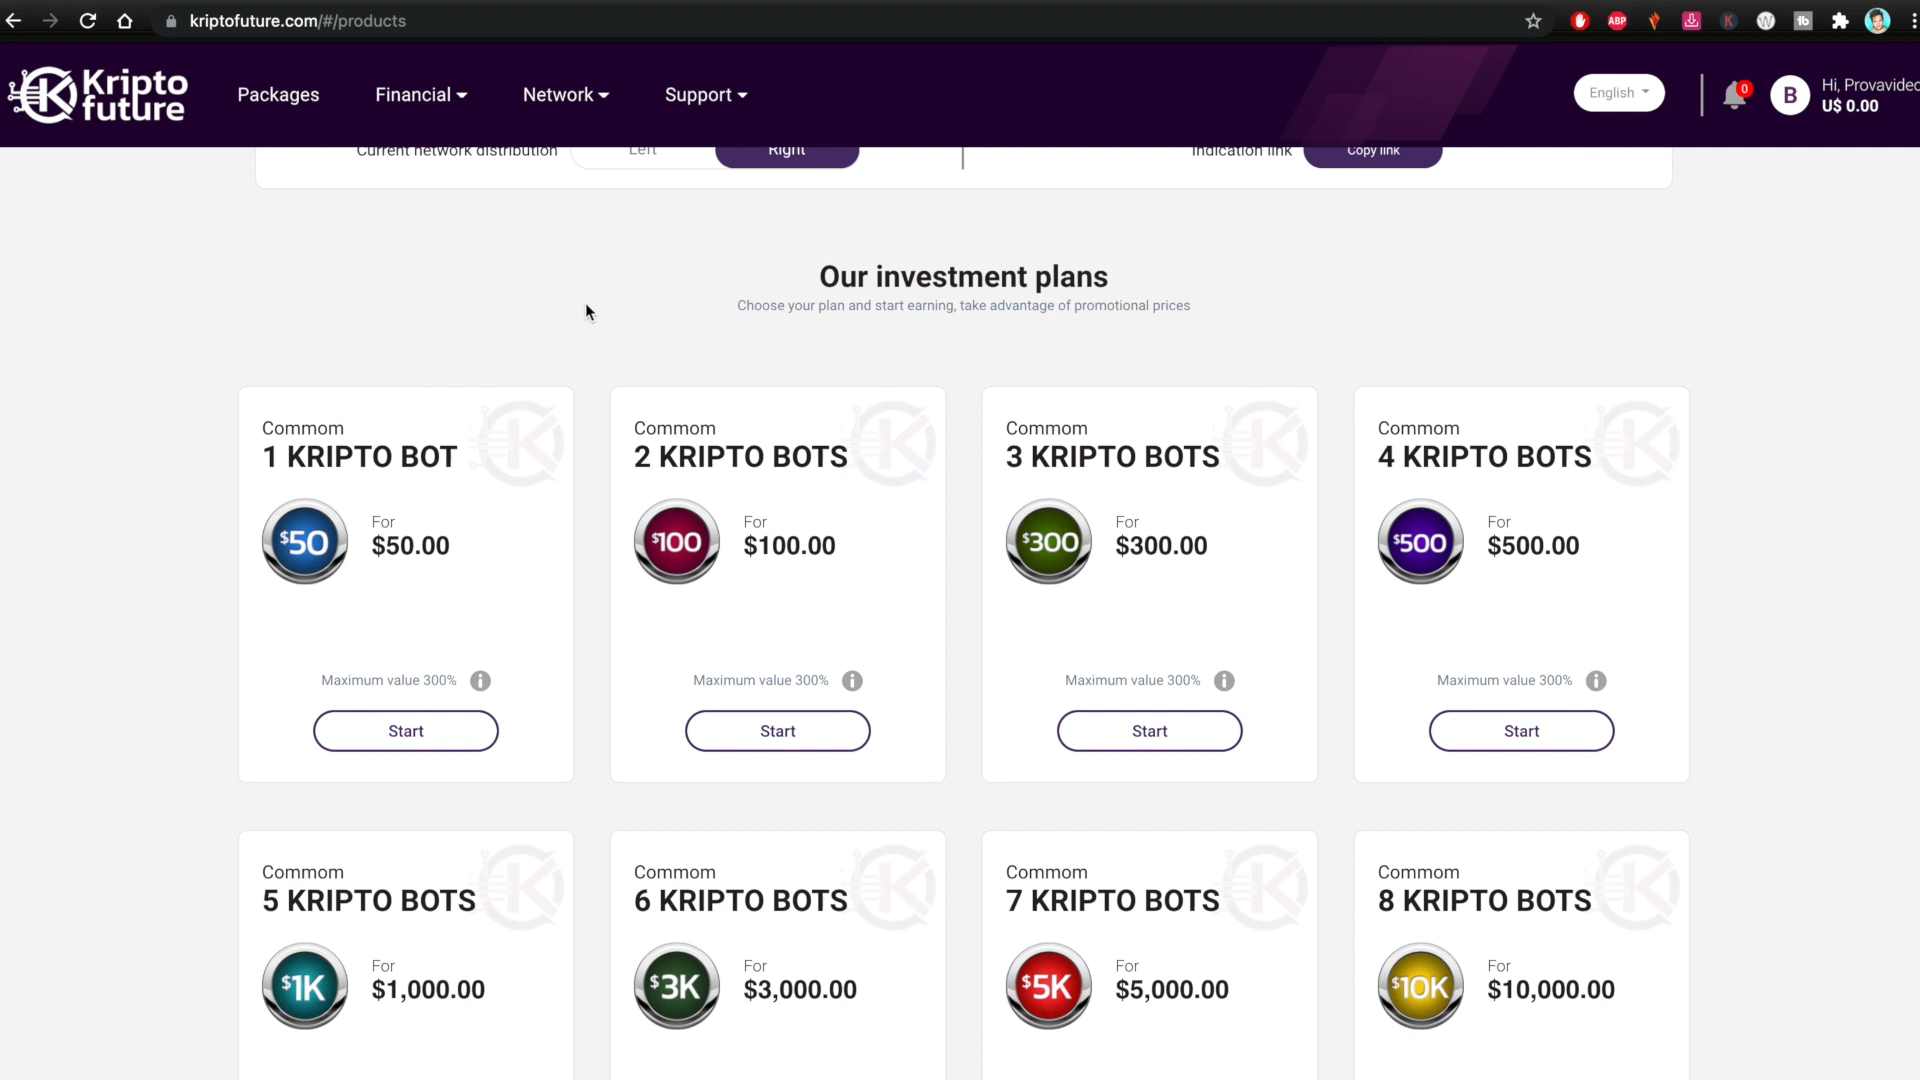 kriptofuture.com/#/products
ABP
K
W
tb
Kripto
future
Packages
Financial
Network
Support
English
0
B
Hi, Provavideo
U$ 0.00
Current network distribution
Left
Right
Indication link
Copy link
Our investment plans
Choose your plan and start earning, take advantage of promotional prices
Commom
1 KRIPTO BOT
$50
For
$50.00
Maximum value 300%
Start
Commom
2 KRIPTO BOTS
$100
For
$100.00
Maximum value 300%
Start
Commom
3 KRIPTO BOTS
$300
For
$300.00
Maximum value 300%
Start
Commom
4 KRIPTO BOTS
$500
For
$500.00
Maximum value 300%
Start
Commom
5 KRIPTO BOTS
$1K
For
$1,000.00
Commom
6 KRIPTO BOTS
$3K
For
$3,000.00
Commom
7 KRIPTO BOTS
$5K
For
$5,000.00
Commom
8 KRIPTO BOTS
$10K
For
$10,000.00